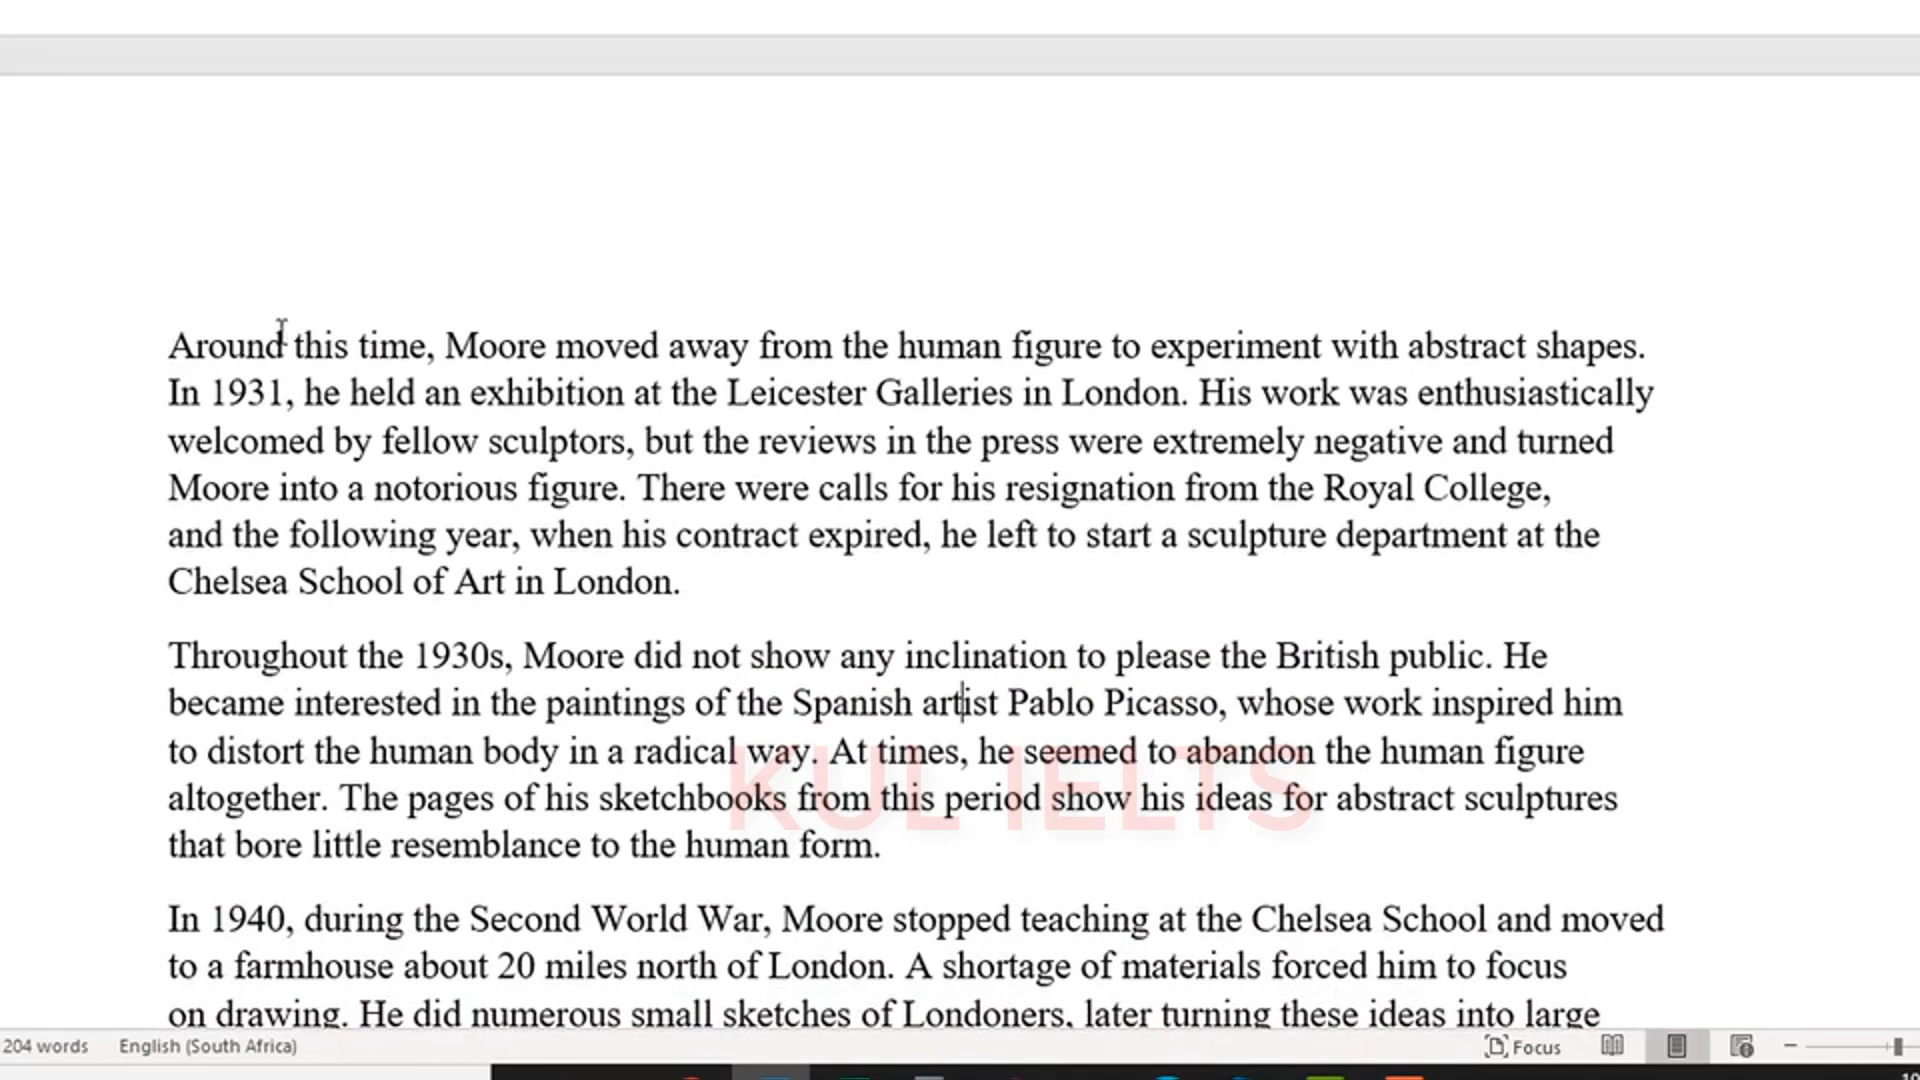 Around this time, Moore moved away from the human figure to experiment with abstract shapes.
In 1931, he held an exhibition at the Leicester Galleries in London. His work was enthusiastically
welcomed by fellow sculptors, but the reviews in the press were extremely negative and turned
Moore into a notorious figure. There were calls for his resignation from the Royal College,
and the following year, when his contract expired, he left to start a sculpture department at the
Chelsea School of Art in London.
Throughout the 1930s, Moore did not show any inclination to please the British public. He
became interested in the paintings of the Spanish artist Pablo Picasso, whose work inspired him
to distort the human body in a radical way. At times, he seemed to abandon the human figure
altogether. The pages of his sketchbooks from this period show his ideas for abstract sculptures
that bore little resemblance to the human form.
KUL IELTS
In 1940, during the Second World War, Moore stopped teaching at the Chelsea School and moved
to a farmhouse about 20 miles north of London. A shortage of materials forced him to focus
on drawing. He did numerous small sketches of Londoners, later turning these ideas into large
204 words English (South Africa) Focus